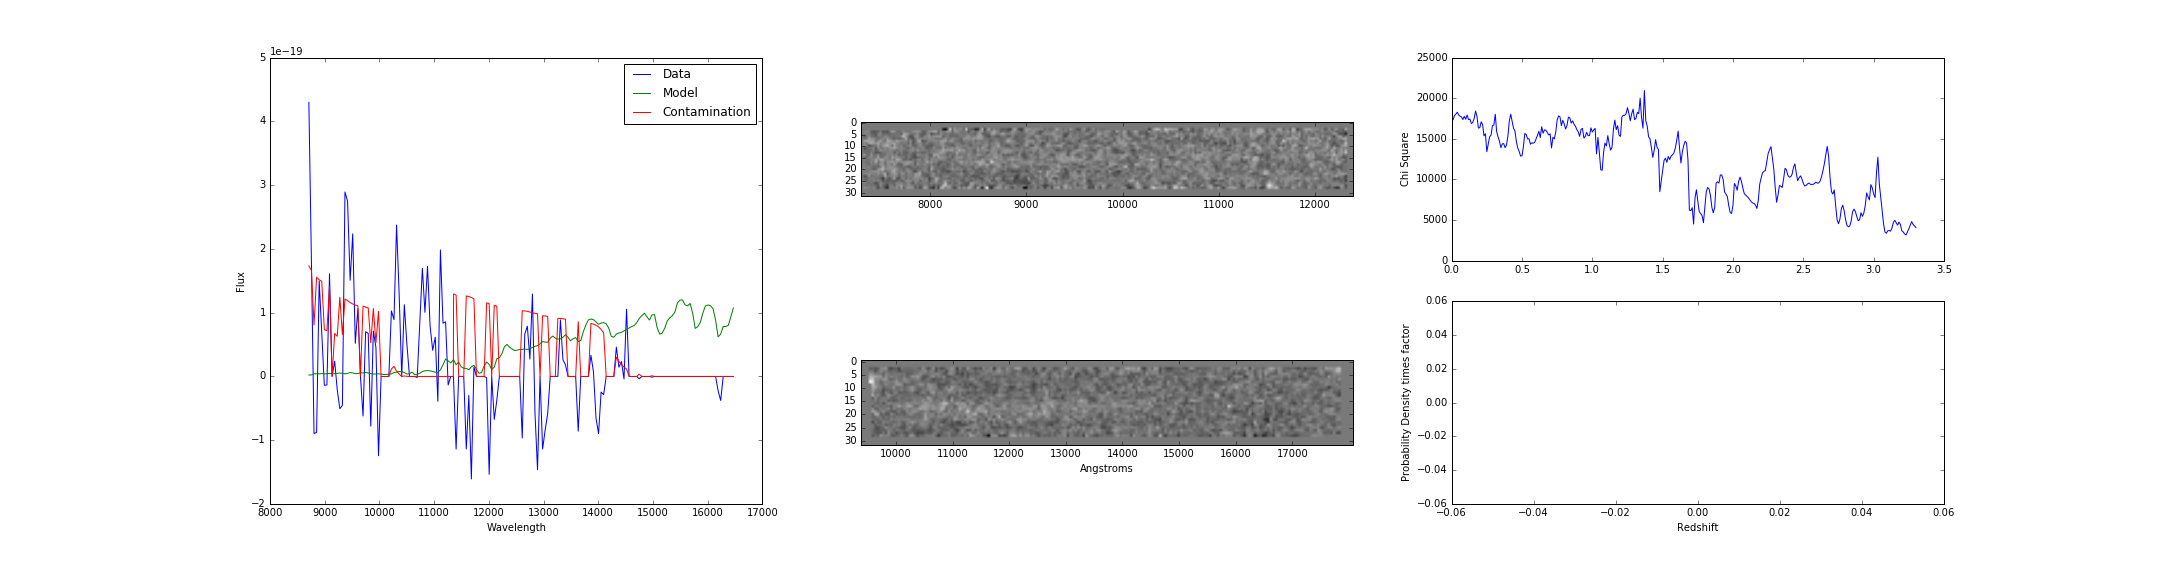 1e−19
5
4
3
2
1
0
−1
−2
8000 9000 10000 11000 12000 13000 14000 15000 16000 17000
Wavelength
Flux
Data
Model
Contamination
0
5
10
15
20
25
30
8000 9000 10000 11000 12000
0
5
10
15
20
25
30
10000 11000 12000 13000 14000 15000 16000 17000
Angstroms
25000
20000
15000
10000
5000
0
0.0 0.5 1.0 1.5 2.0 2.5 3.0 3.5
Chi Square
0.06
0.04
0.02
0.00
−0.02
−0.04
−0.06
−0.06 −0.04 −0.02 0.00 0.02 0.04 0.06
Redshift
Probability Density times factor